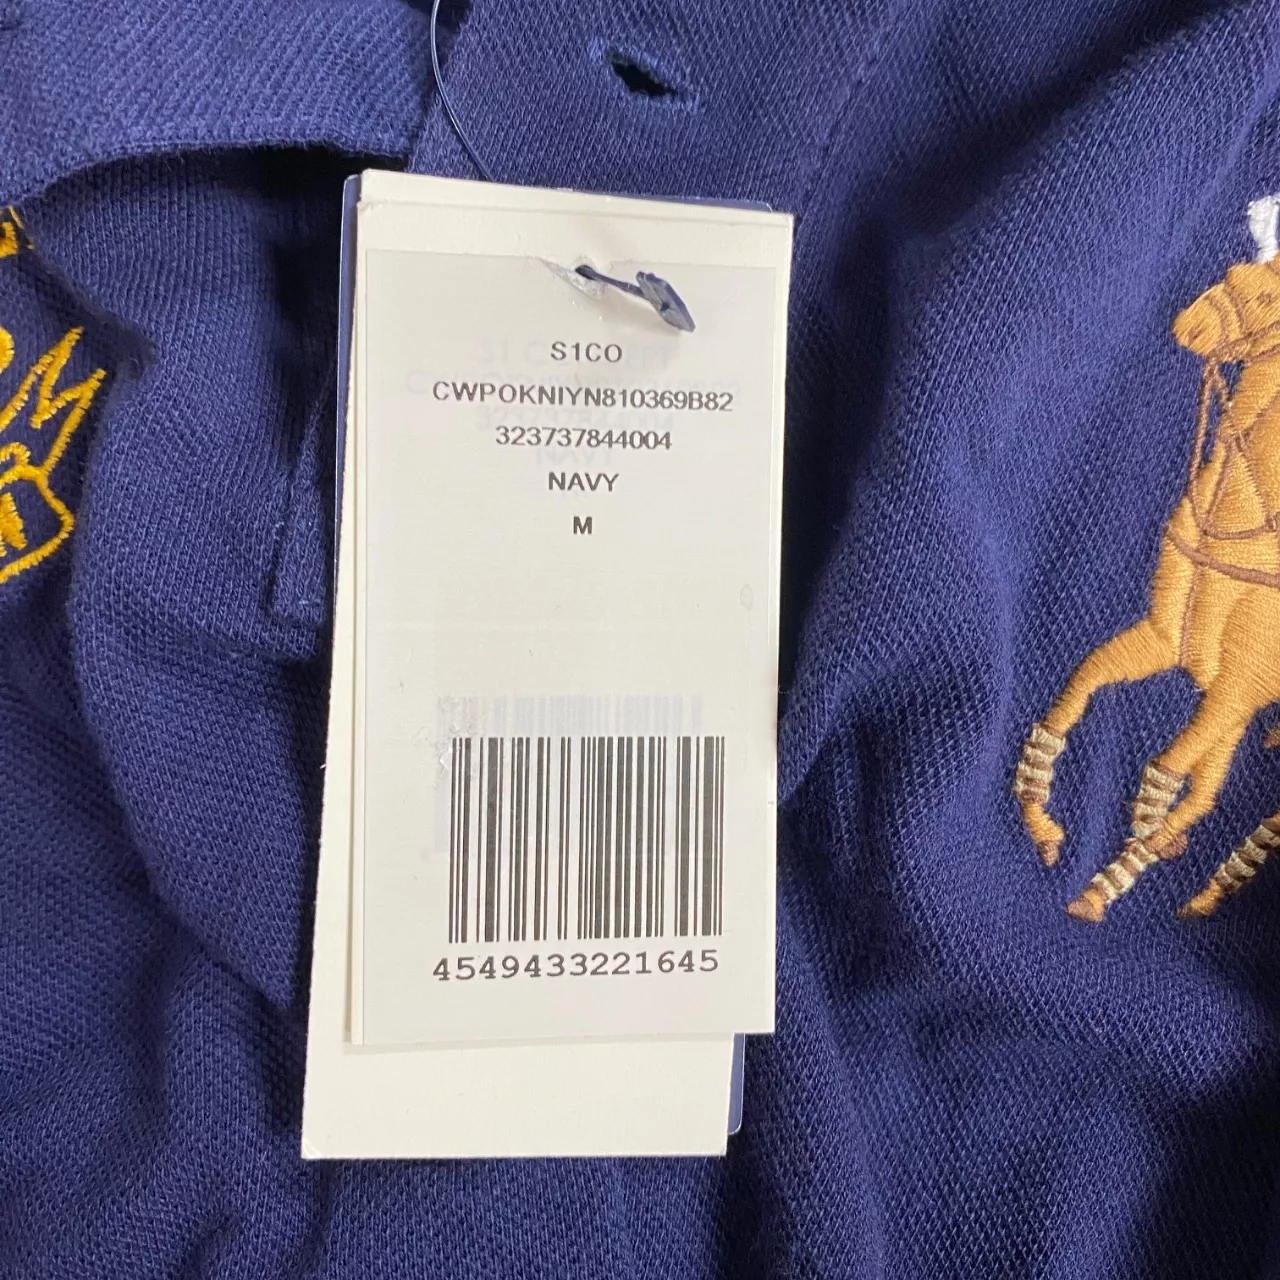 S1CO
CWPOKNIYN810369B82
323737844004
NAVY
M
4549433221645